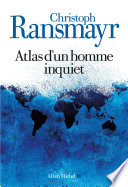 Christoph
Ransmayr
Atlas d'un homme
inquiet
Albin Michel